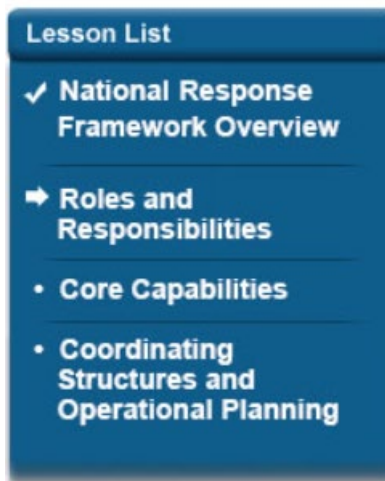 Lesson List
National Response
Framework Overview
Roles and
Responsibilities
• Core Capabilities
• Coordinating
Structures and
Operational Planning